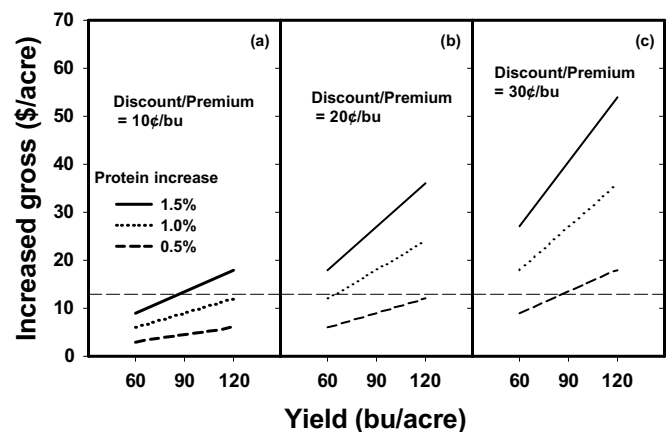 70
60
50
40
30
20
10
0
Increased gross ($/acre)
(a)
Discount/Premium
= 10¢/bu
Protein increase
1.5%
1.0%
0.5%
(b)
Discount/Premium
= 20¢/bu
(c)
Discount/Premium
= 30¢/bu
60 90 120 60 90 120 60 90 120
Yield (bu/acre)